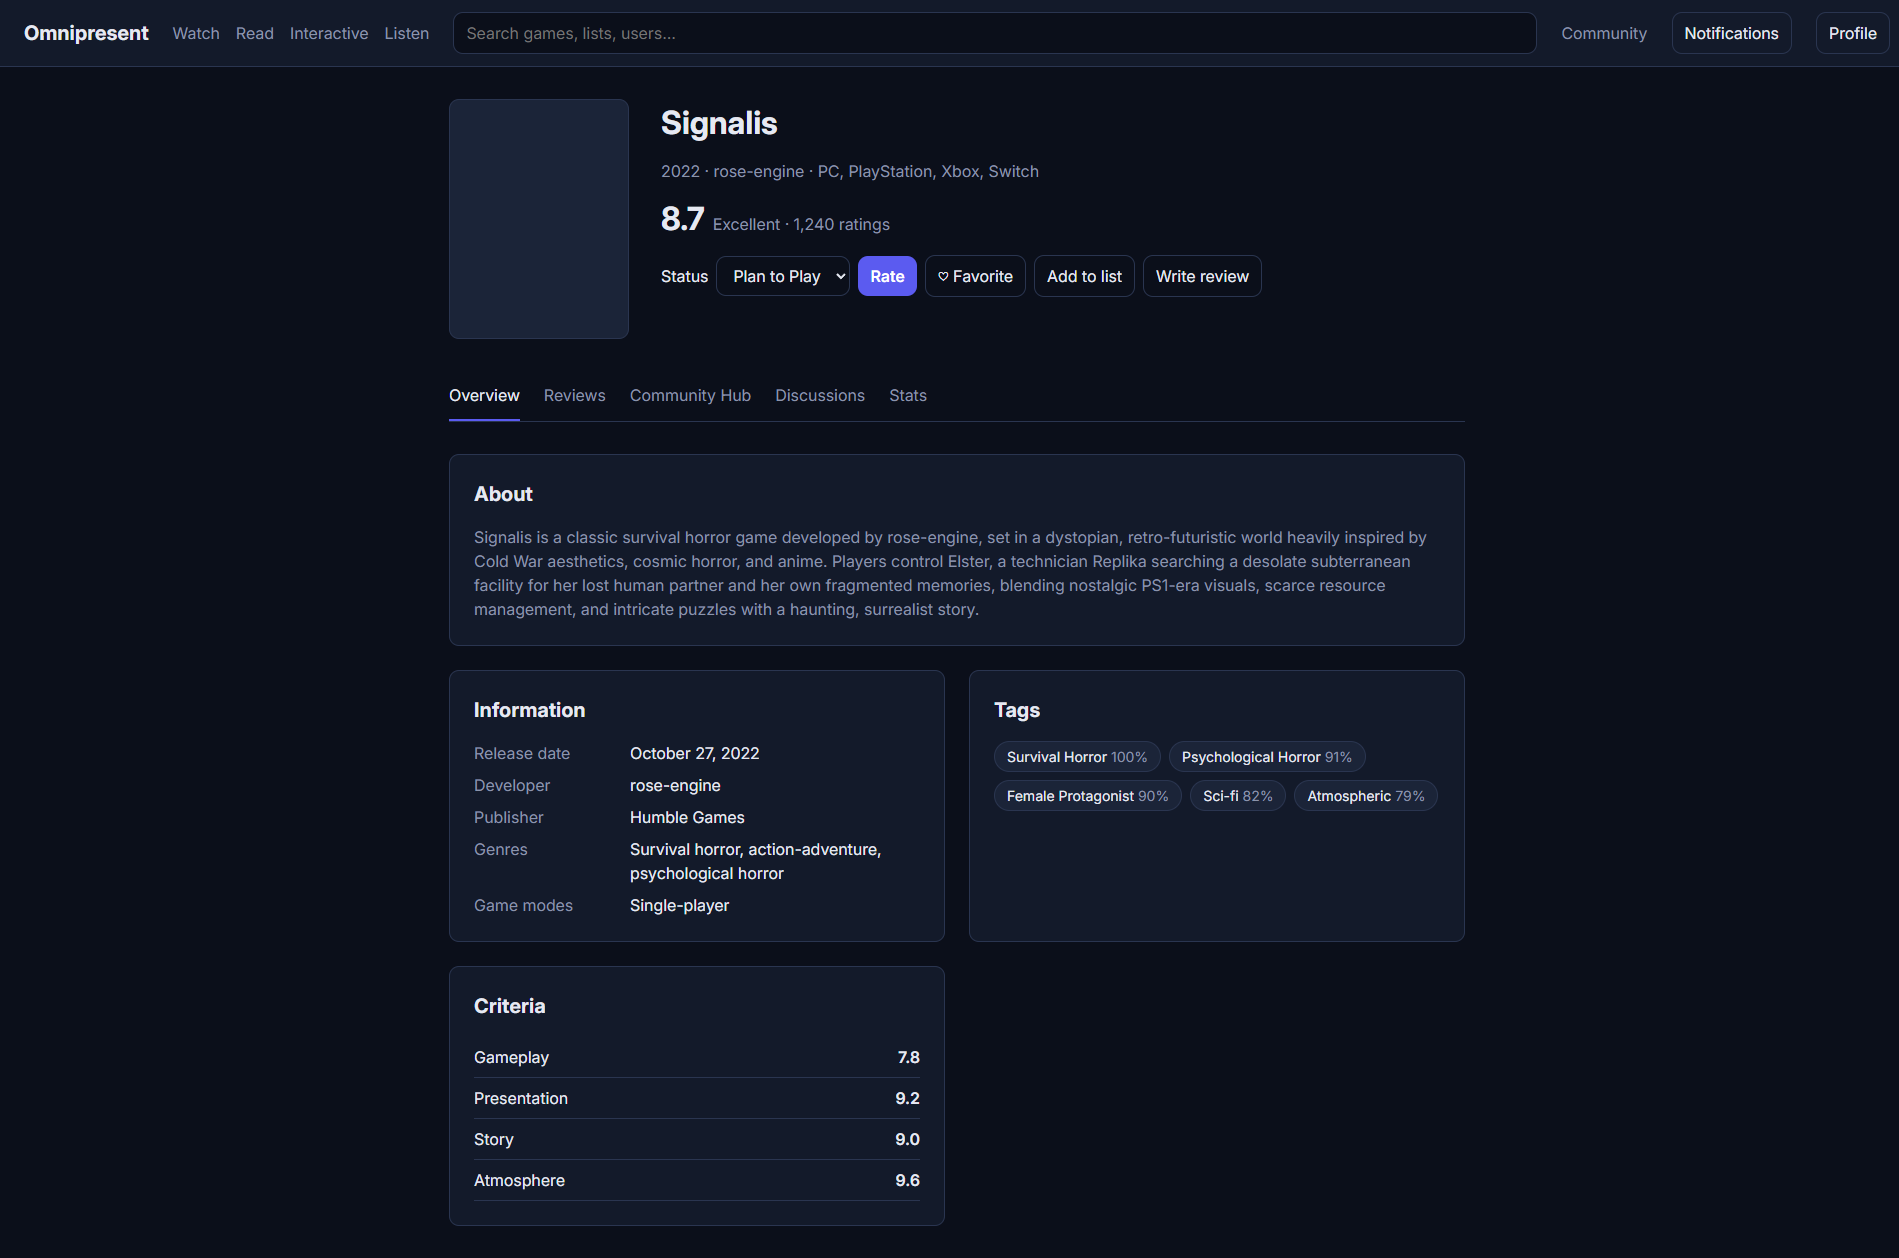 Omnipresent Watch Read Interactive Listen Search games, lists, users... Community Notifications Profile
Signalis
2022 · rose-engine · PC, PlayStation, Xbox, Switch
8.7 Excellent · 1,240 ratings
Status Plan to Play Rate ♡ Favorite Add to list Write review
Overview Reviews Community Hub Discussions Stats
About
Signalis is a classic survival horror game developed by rose-engine, set in a dystopian, retro-futuristic world heavily inspired by
Cold War aesthetics, cosmic horror, and anime. Players control Elster, a technician Replika searching a desolate subterranean
facility for her lost human partner and her own fragmented memories, blending nostalgic PS1-era visuals, scarce resource
management, and intricate puzzles with a haunting, surrealist story.
Information
Release date October 27, 2022
Developer rose-engine
Publisher Humble Games
Genres Survival horror, action-adventure,
psychological horror
Game modes Single-player
Tags
Survival Horror 100% Psychological Horror 91%
Female Protagonist 90% Sci-fi 82% Atmospheric 79%
Criteria
Gameplay 7.8
Presentation 9.2
Story 9.0
Atmosphere 9.6